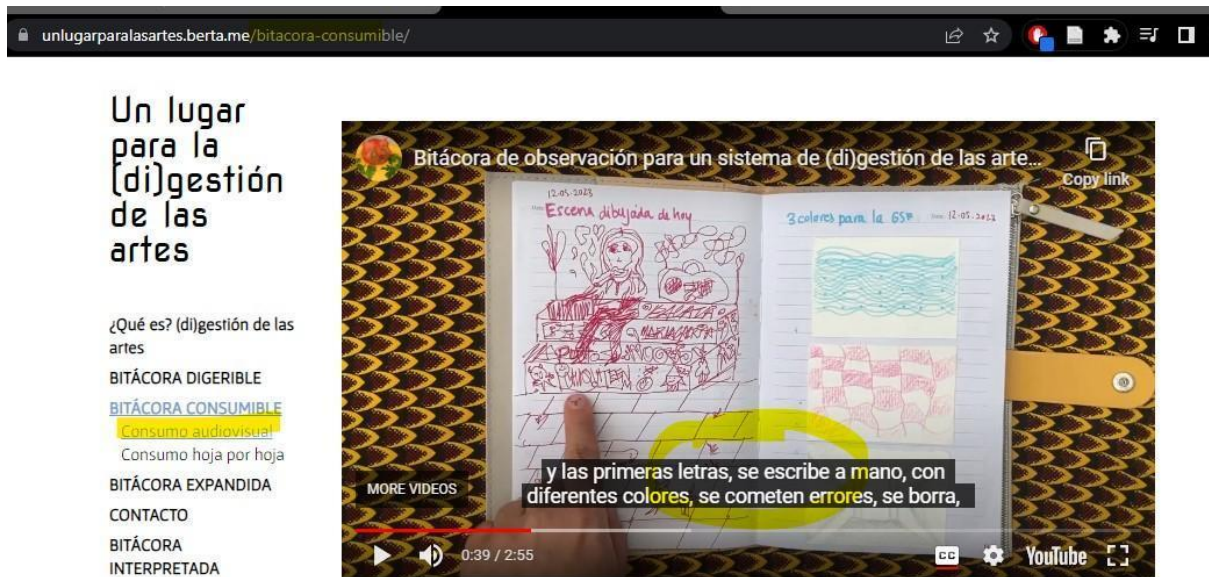 unlugarparalasartes.berta.me/bitacora-consumible/
Un lugar
para la
(di)gestión
de las
artes
¿Qué es? (di)gestión de las
artes
BITÁCORA DIGERIBLE
BITÁCORA CONSUMIBLE
Consumo audiovisual
Consumo hoja por hoja
BITÁCORA EXPANDIDA
CONTACTO
BITÁCORA
INTERPRETADA
Bitácora de observación para un sistema de (di)gestión de las arte...
Copy link
12.05.2023
Escena dibujada de hoy
3 colores para la
12.05.2023
y las primeras letras, se escribe a mano, con
diferentes colores, se cometen errores, se borra,
MORE VIDEOS
0:39 / 2:55
CC
YouTube